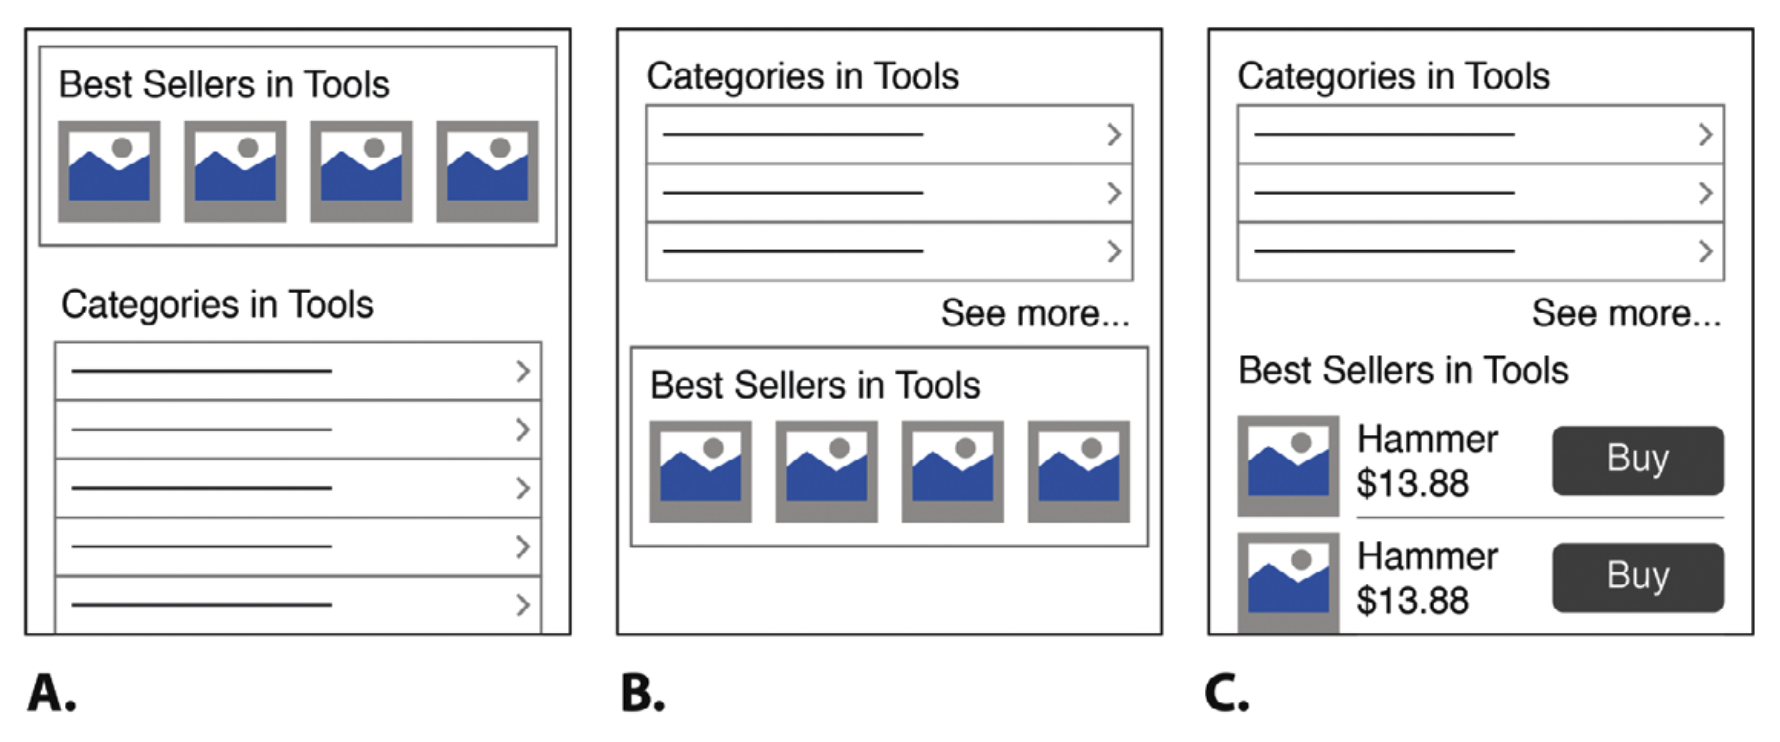 Best Sellers in Tools
Categories in Tools
A.
Categories in Tools
See more...
Best Sellers in Tools
B.
Categories in Tools
See more...
Best Sellers in Tools
Hammer
$13.88
Buy
Hammer
$13.88
Buy
C.